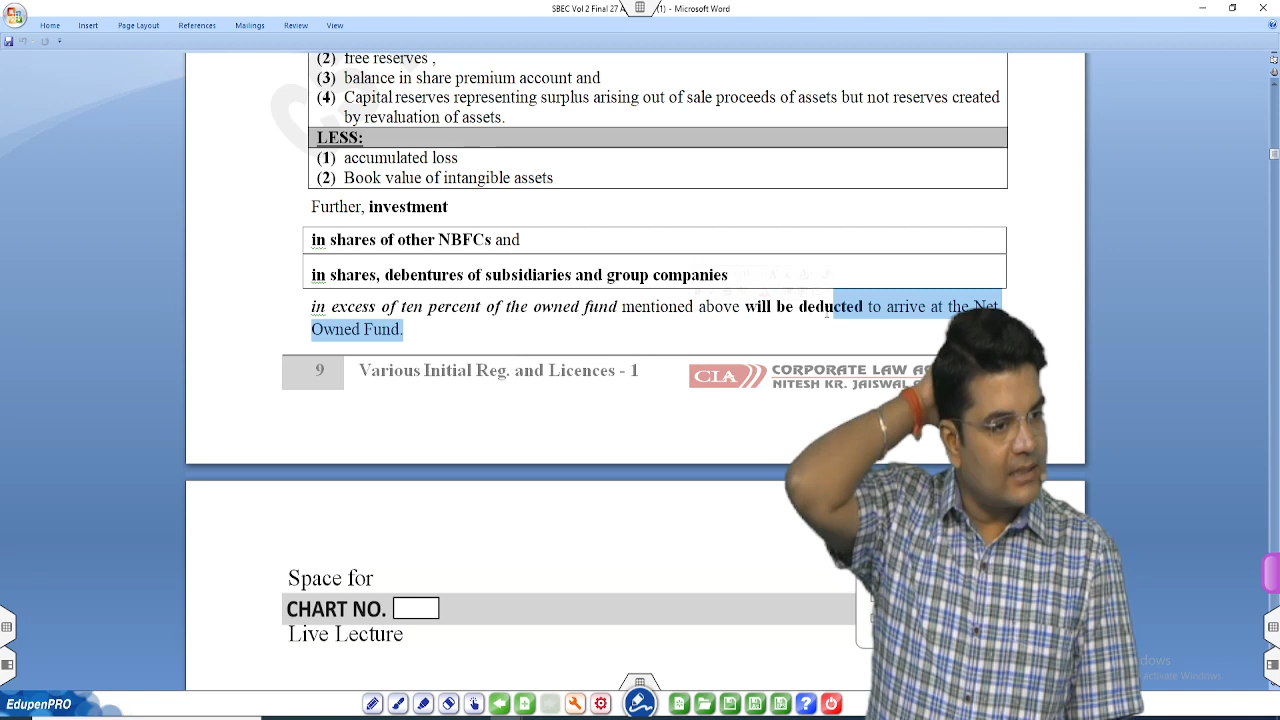 SBEC Vol 2 Final 27 A (1) - Microsoft Word
Home Insert Page Layout References Mailings Review View
(2) free reserves ,
(3) balance in share premium account and
(4) Capital reserves representing surplus arising out of sale proceeds of assets but not reserves created
by revaluation of assets.
LESS:
(1) accumulated loss
(2) Book value of intangible assets
Further, investment
in shares of other NBFCs and
in shares, debentures of subsidiaries and group companies
in excess of ten percent of the owned fund mentioned above will be deducted to arrive at the Net
Owned Fund.
9 Various Initial Reg. and Licences - 1
CLA CORPORATE LAW
NITESH KR. JAISWAL
Space for
CHART NO.
Live Lecture
activate Windows
EdupenPRO